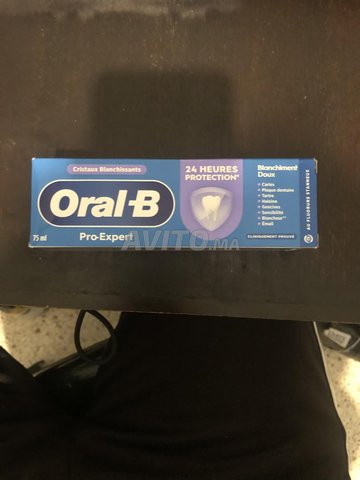 Cristaux Blanchissants
Oral-B
75 ml
Pro-Expert
24 HEURES
PROTECTION*
Blanchiment
Doux
+ Caries
+ Plaque dentaire
+ Tartre
+ Haleine
+ Gencives
+ Sensibilité
+ Blancheur**
+ Émail
CLINIQUEMENT PROUVÉ
AU FLUORURE STANNEUX
AVITO.ma